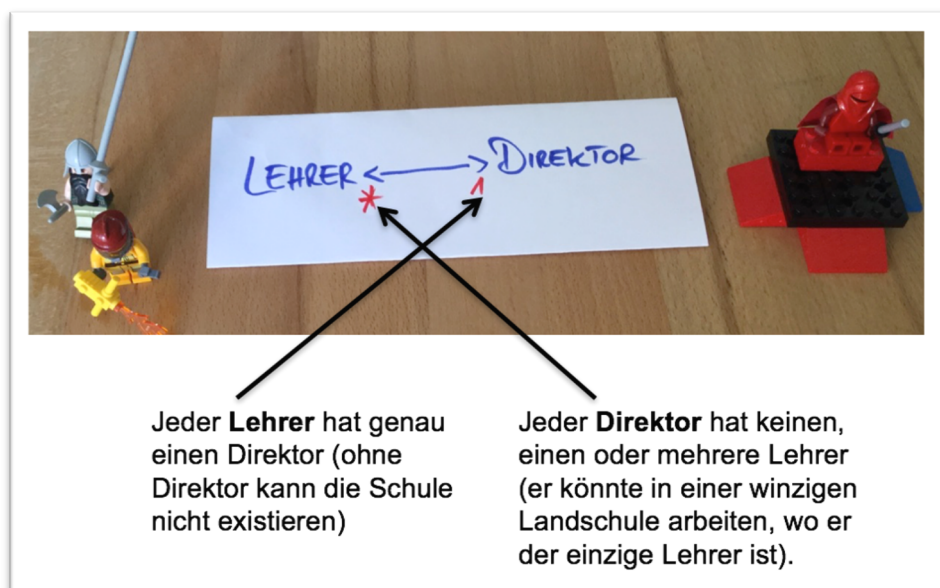 LEHRER <-> DIREKTOR
* 1
Jeder Lehrer hat genau
einen Direktor (ohne
Direktor kann die Schule
nicht existieren)
Jeder Direktor hat keinen,
einen oder mehrere Lehrer
(er könnte in einer winzigen
Landschule arbeiten, wo er
der einzige Lehrer ist).